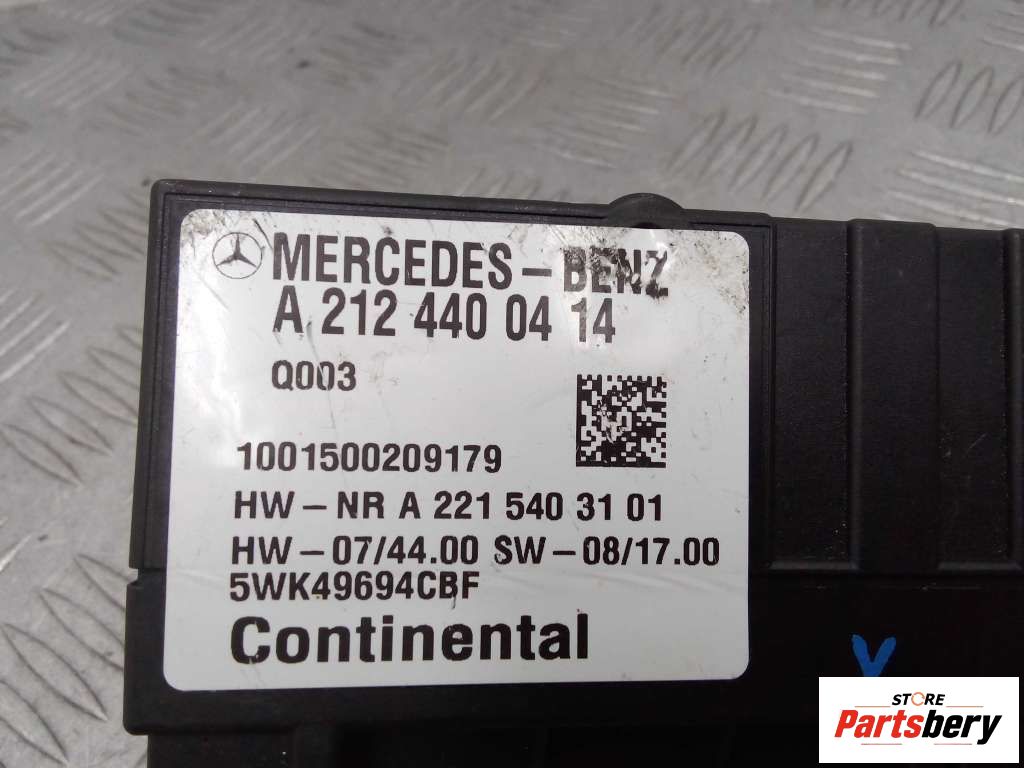 MERCEDES-BENZ
A 212 440 04 14
Q003
1001500209179
HW-NR A 221 540 31 01
HW-07/44.00 SW-08/17.00
5WK49694CBF
Continental
V
STORE
Partsbery